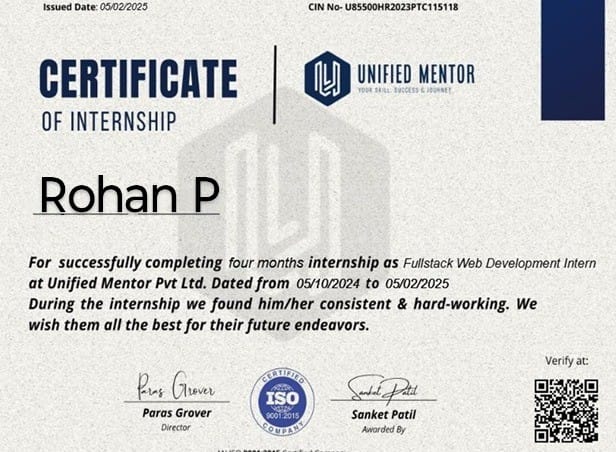 Issued Date: 05/02/2025
CIN No- U85500HR2023PTC115118
CERTIFICATE
OF INTERNSHIP
UNIFIED MENTOR
YOUR SKILL, SUCCESS & JOURNEY
Rohan P
For successfully completing four months internship as Fullstack Web Development Intern
at Unified Mentor Pvt Ltd. Dated from 05/10/2024 to 05/02/2025
During the internship we found him/her consistent & hard-working. We
wish them all the best for their future endeavors.
Verify at:
Paras Grover
Paras Grover
Director
CERTIFIED
ISO
9001:2015
COMPANY
Sanket Patil
Sanket Patil
Awarded By